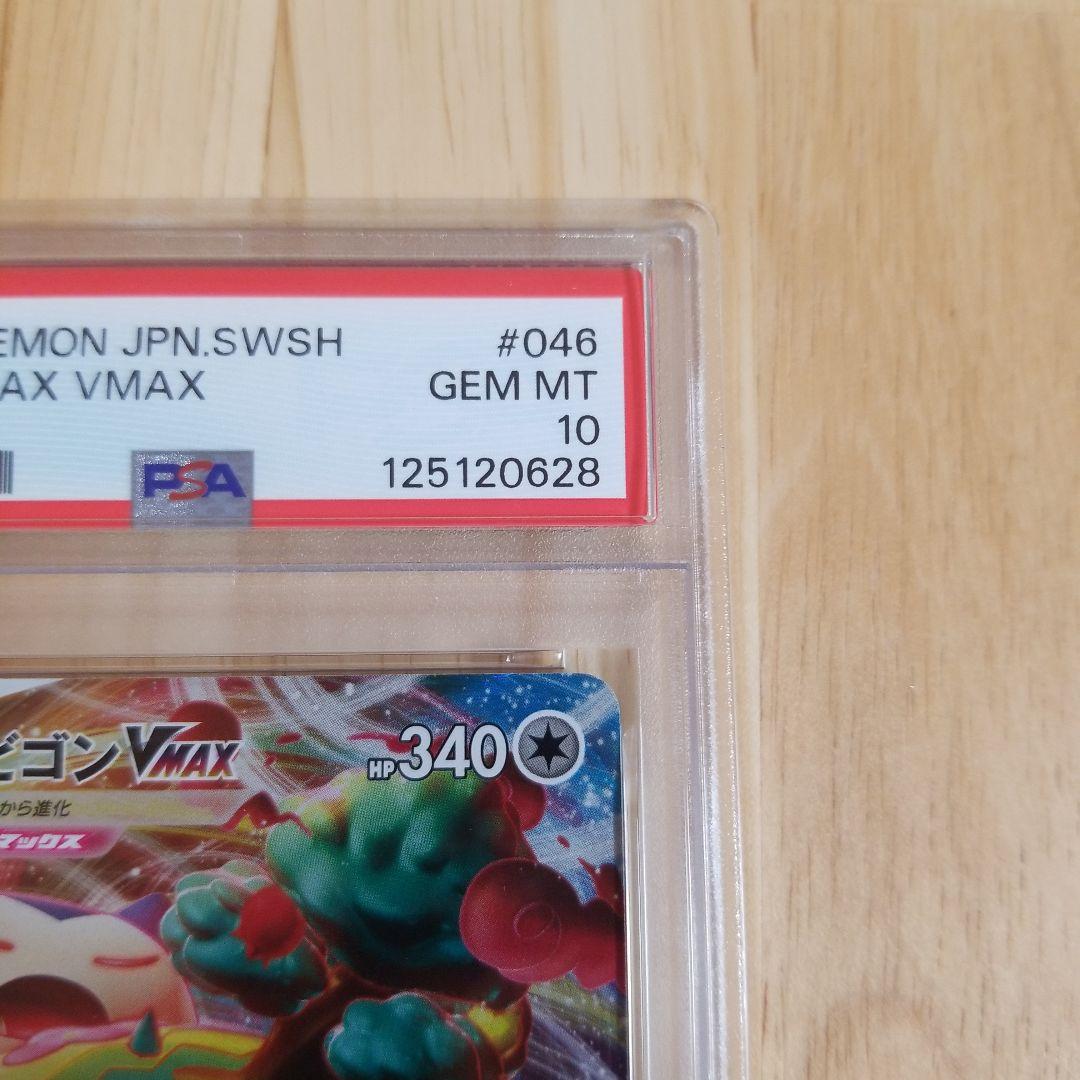 EMON JPN.SWSH #046
AX VMAX GEM MT
10
PSA 125120628
ビゴンVMAX HP340
から進化
マックス